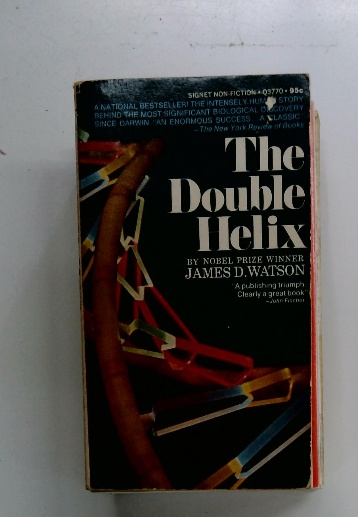 SIGNET NON-FICTION • Q3770 • 95c
A NATIONAL BESTSELLER! THE INTENSELY HUMAN STORY
BEHIND THE MOST SIGNIFICANT BIOLOGICAL DISCOVERY
SINCE DARWIN "AN ENORMOUS SUCCESS... A CLASSIC"
—The New York Review of Books
The
Double
Helix
BY NOBEL PRIZE WINNER
JAMES D. WATSON
"A publishing triumph
Clearly a great book"
—John Fischer